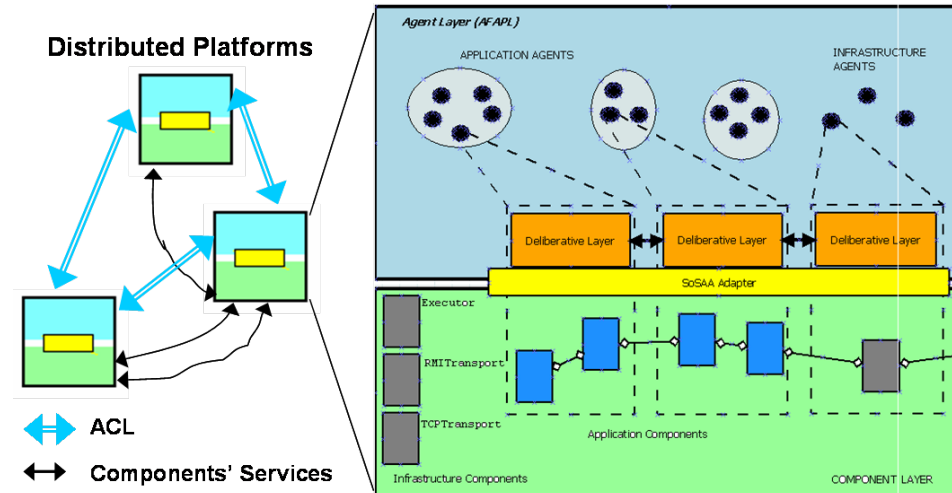 Distributed Platforms
ACL
Components' Services
Agent Layer (AFAPL)
APPLICATION AGENTS
INFRASTRUCTURE
AGENTS
Deliberative Layer
Deliberative Layer
Deliberative Layer
SoSAA Adapter
Executor
RMITransport
TCPTransport
Application Components
Infrastructure Components
COMPONENT LAYER